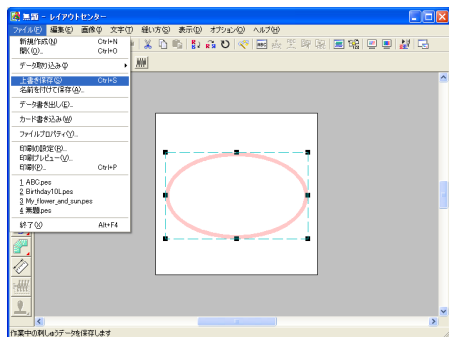 無題 - レイアウトセンター
ファイル(F) 編集(E) 画像(I) 文字(T) 縫い方(S) 表示(D) オプション(O) ヘルプ(H)
新規作成(N) Ctrl+N
開く(O)... Ctrl+O
データ取り込み(I)
上書き保存(S) Ctrl+S
名前を付けて保存(A)...
データ書き出し(E)...
カード書き込み(W)
ファイルプロパティ(Y)...
印刷の設定(R)...
印刷プレビュー(V)...
印刷(P)... Ctrl+P
1 ABC.pes
2 Birthday10L.pes
3 My_flower_and_sun.pes
4 無題.pes
終了(X) Alt+F4
作業中の刺しゅうデータを保存します